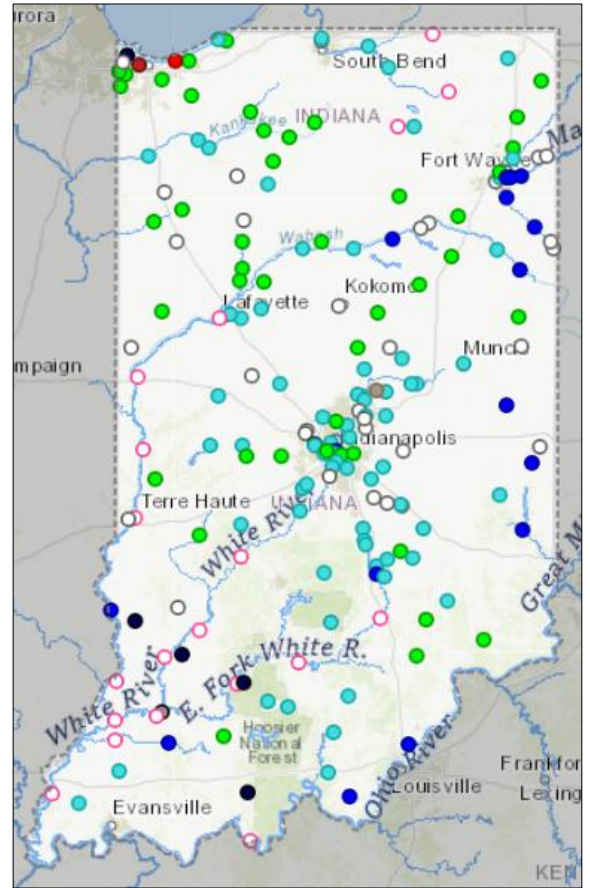 rora
South Bend
INDIANA
Kankakee
Ma
Fort Wayne
Wabash
Kokomo
Lafayette
mpaign
Indianapolis
Terre Haute
INDIANA
White River
Great Mi
E. Fork White R.
White River
Hoosier
National
Forest
Ohio River
Frankfor
Louisville
Lexing
Evansville
KEN